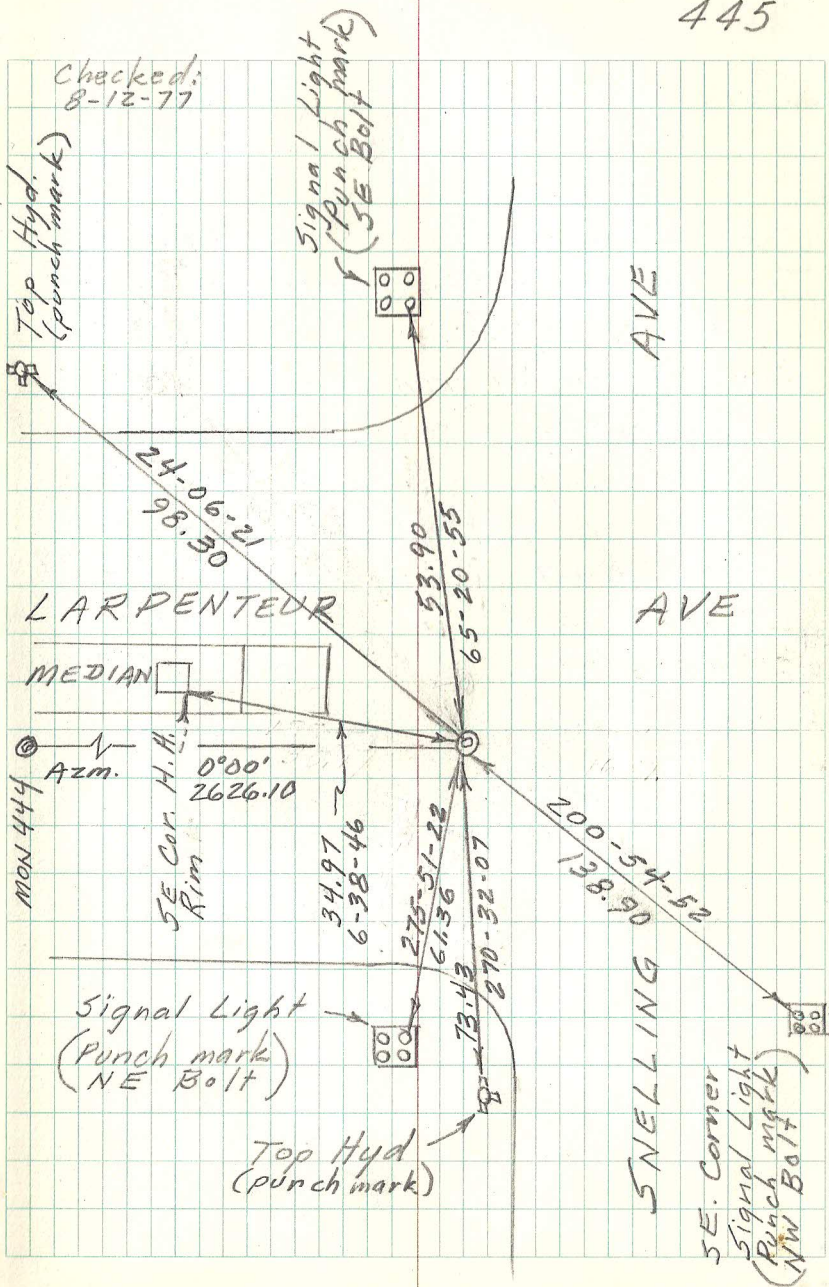 445
Checked:
8-12-77
Top Hyd.
(punch mark)
Signal Light
(Punch mark
SE Bolt)
24-06-21
98.30
AVE
53.90
65-20-55
LARPENTEUR
AVE
MEDIAN
MON 444
Azm.
0°00'
2626.10
SE Cor. H.H.
Rim
34.97
6-38-46
275-51-22
61.36
73.43
270-32-07
200-54-52
138.90
Signal Light
(Punch mark
NE Bolt)
Top Hyd
(punch mark)
SNELLING
SE. Corner
Signal Light
(Punch mark
NW Bolt)